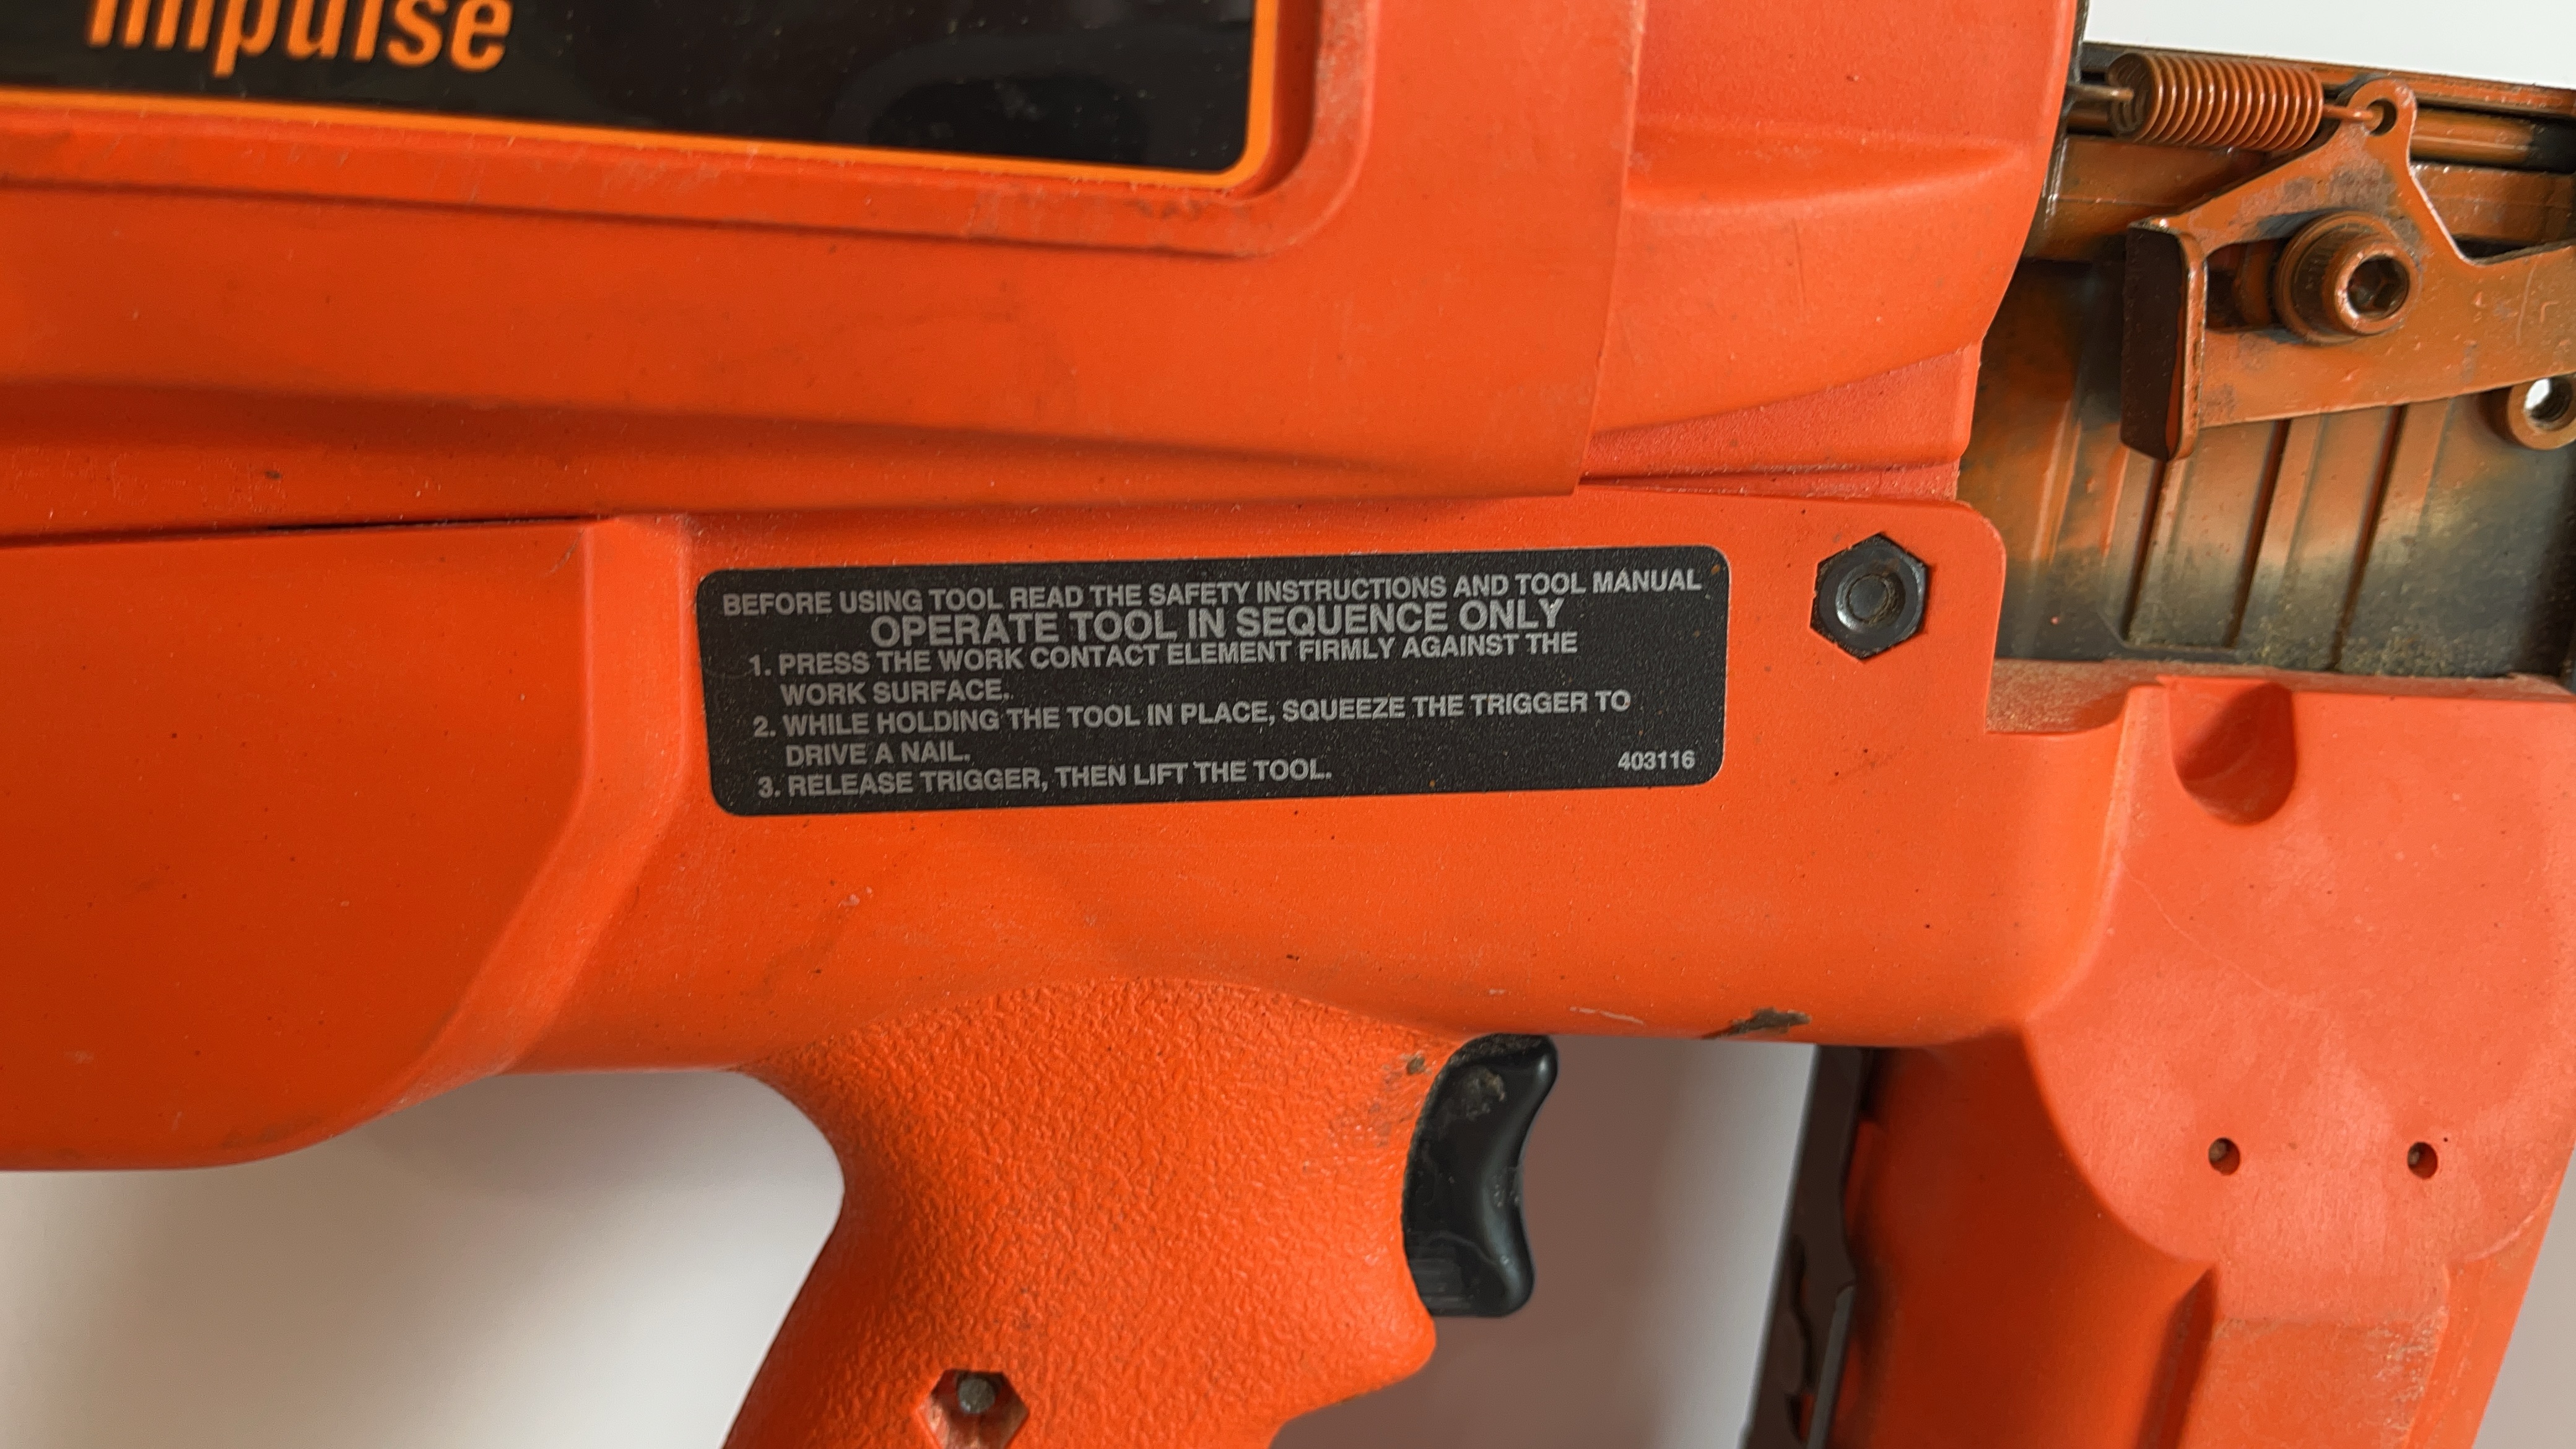 Impulse
BEFORE USING TOOL READ THE SAFETY INSTRUCTIONS AND TOOL MANUAL
OPERATE TOOL IN SEQUENCE ONLY
1. PRESS THE WORK CONTACT ELEMENT FIRMLY AGAINST THE
WORK SURFACE.
2. WHILE HOLDING THE TOOL IN PLACE, SQUEEZE THE TRIGGER TO
DRIVE A NAIL.
3. RELEASE TRIGGER, THEN LIFT THE TOOL.
403116